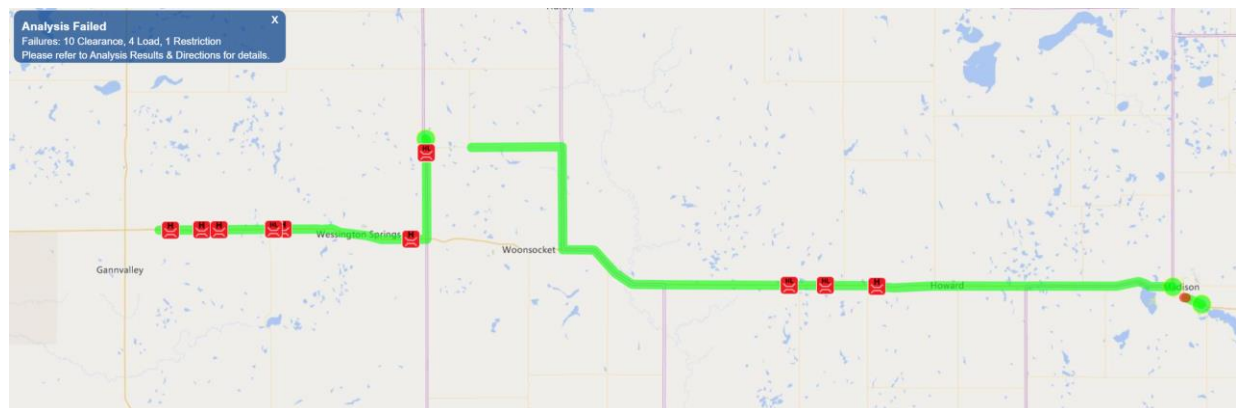 X
Analysis Failed
Failures: 10 Clearance, 4 Load, 1 Restriction
Please refer to Analysis Results & Directions for details.
Wessington Springs
Woonsocket
Gannvalley
Howard
H
H
H
H
H